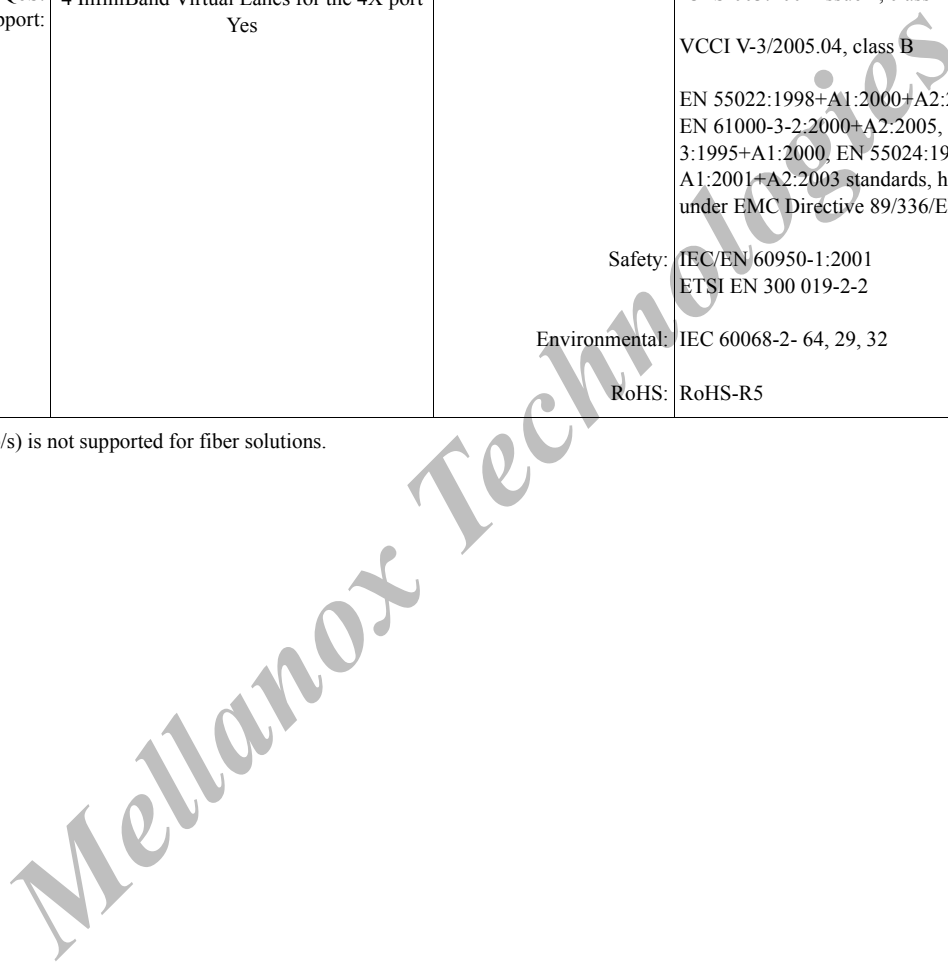 4 InfiniBand Virtual Lanes for the 4X port
Yes
VCCI V-3/2005.04, class B
EN 55022:1998+A1:2000+A2:
EN 61000-3-2:2000+A2:2005,
3:1995+A1:2000, EN 55024:19
A1:2001+A2:2003 standards, h
under EMC Directive 89/336/E
Safety: IEC/EN 60950-1:2001
ETSI EN 300 019-2-2
Environmental: IEC 60068-2- 64, 29, 32
RoHS: RoHS-R5
/s) is not supported for fiber solutions.
Mellanox Technologies